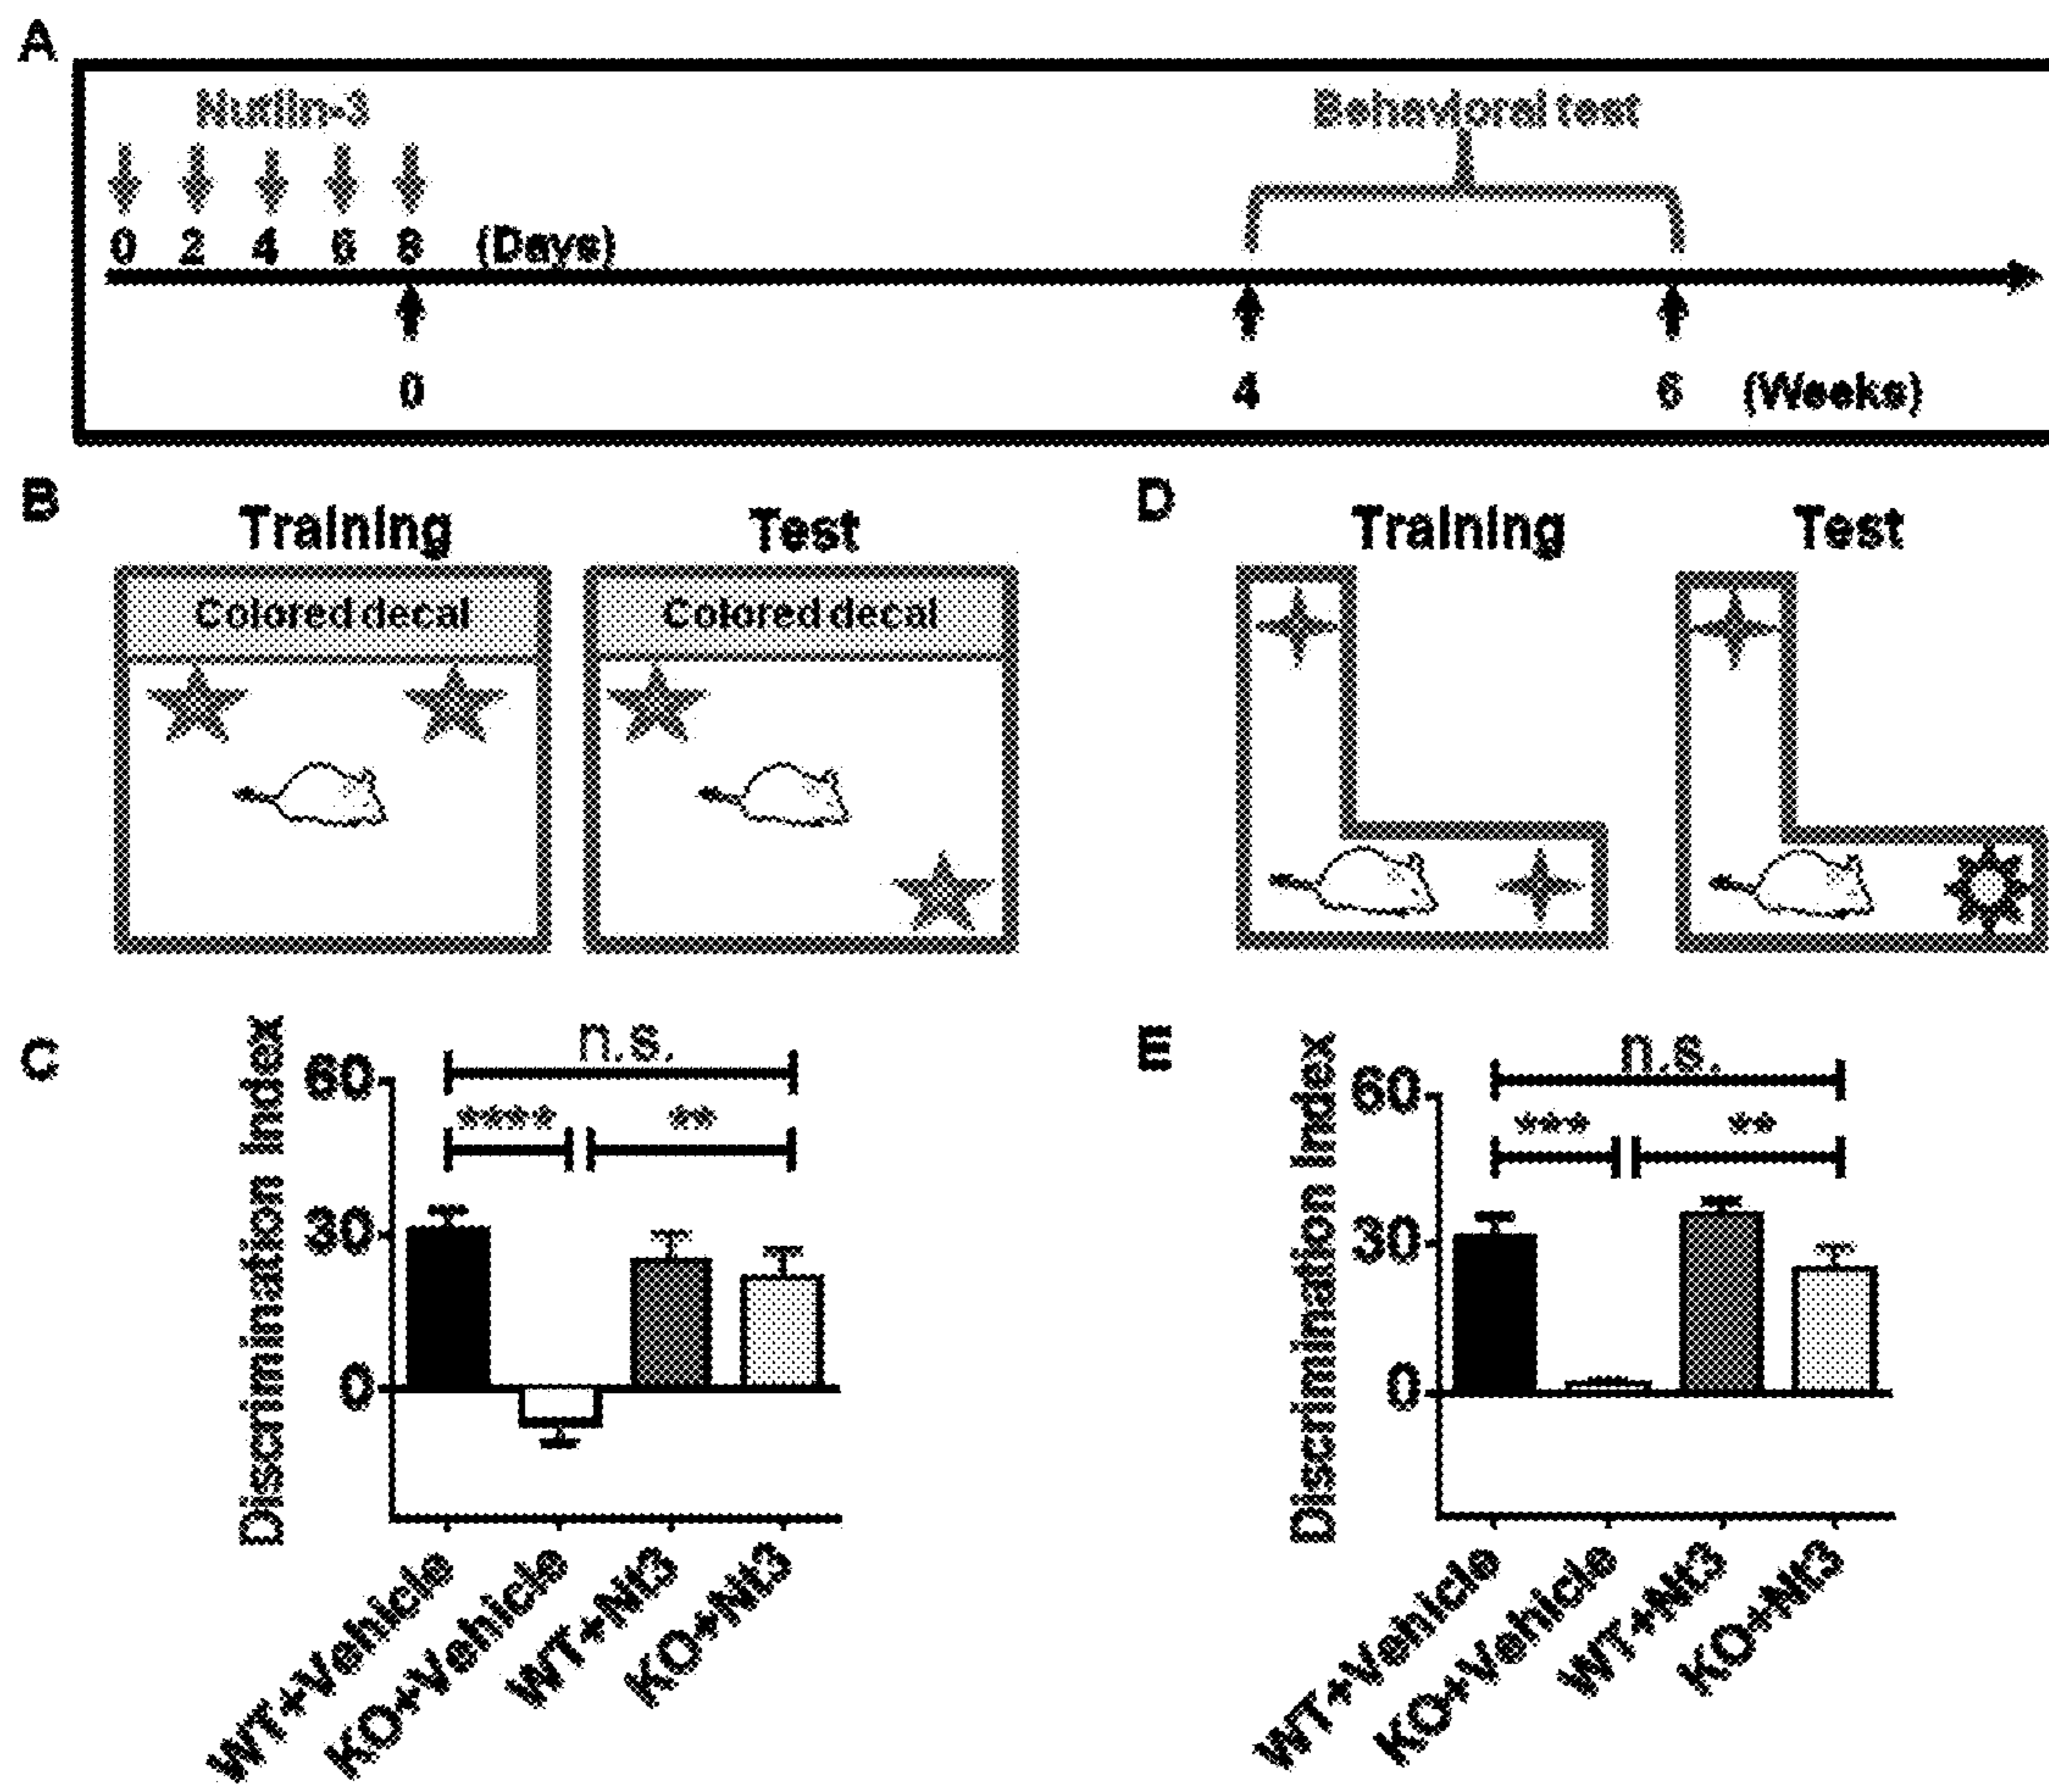 A
Nutlin-3
Behavioral test
0 2 4 6 8 (Days)
0 4 6 (Weeks)
B
Training Test
Colored decal Colored decal
D
Training Test
C
Discrimination Index
60
30
0
n.s.
**** **
WT+Vehicle
KO+Vehicle
WT+Nt3
KO+Nt3
E
Discrimination Index
60
30
0
n.s.
*** **
WT+Vehicle
KO+Vehicle
WT+Nt3
KO+Nt3